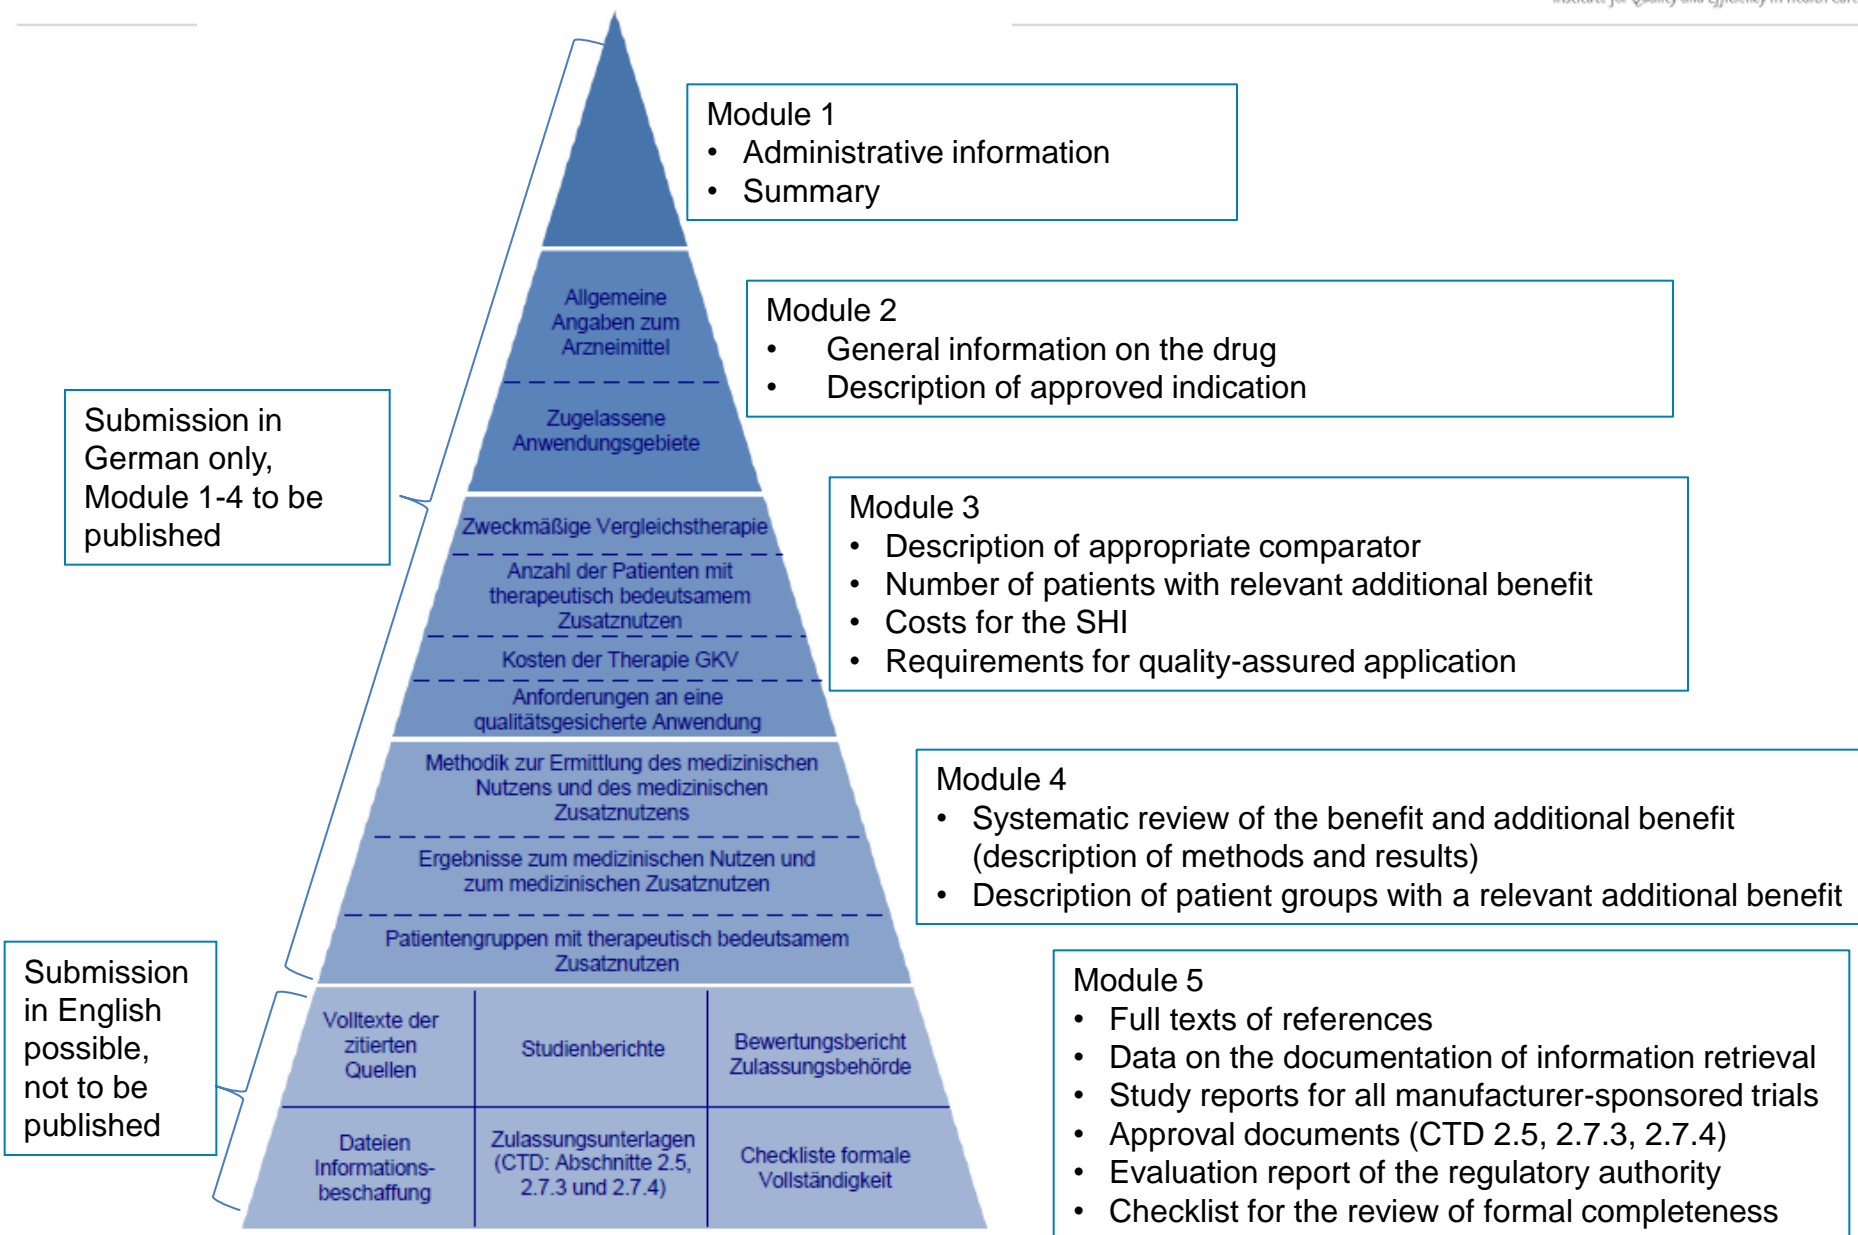 Institute for Quality and Efficiency in Health Care
Module 1
• Administrative information
• Summary
Allgemeine
Angaben zum
Arzneimittel
Zugelassene
Anwendungsgebiete
Module 2
• General information on the drug
• Description of approved indication
Submission in
German only,
Module 1-4 to be
published
Zweckmäßige Vergleichstherapie
Anzahl der Patienten mit
therapeutisch bedeutsamem
Zusatznutzen
Kosten der Therapie GKV
Anforderungen an eine
qualitätsgesicherte Anwendung
Module 3
• Description of appropriate comparator
• Number of patients with relevant additional benefit
• Costs for the SHI
• Requirements for quality-assured application
Methodik zur Ermittlung des medizinischen
Nutzens und des medizinischen
Zusatznutzens
Ergebnisse zum medizinischen Nutzen und
zum medizinischen Zusatznutzen
Patientengruppen mit therapeutisch bedeutsamem
Zusatznutzen
Module 4
• Systematic review of the benefit and additional benefit
(description of methods and results)
• Description of patient groups with a relevant additional benefit
Submission
in English
possible,
not to be
published
Volltexte der
zitierten
Quellen
Studienberichte
Bewertungsbericht
Zulassungsbehörde
Dateien
Informations-
beschaffung
Zulassungsunterlagen
(CTD: Abschnitte 2.5,
2.7.3 und 2.7.4)
Checkliste formale
Vollständigkeit
Module 5
• Full texts of references
• Data on the documentation of information retrieval
• Study reports for all manufacturer-sponsored trials
• Approval documents (CTD 2.5, 2.7.3, 2.7.4)
• Evaluation report of the regulatory authority
• Checklist for the review of formal completeness